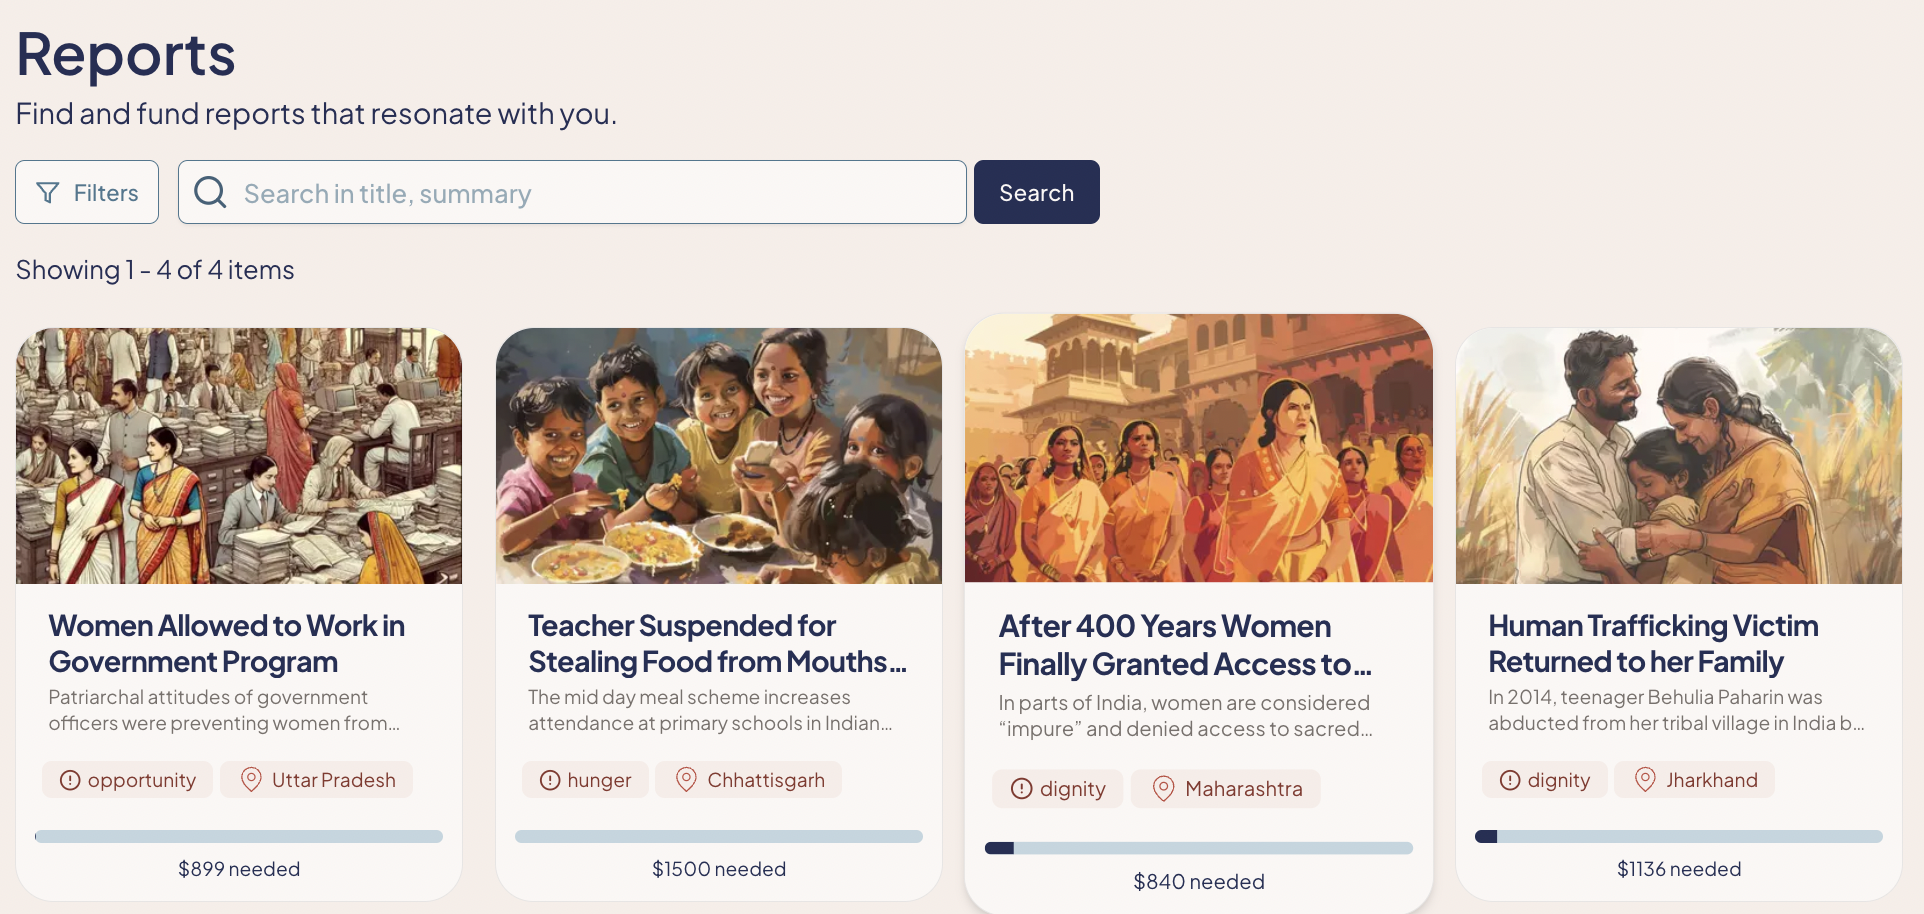 Reports
Find and fund reports that resonate with you.
Filters
Search in title, summary
Search
Showing 1 - 4 of 4 items
Women Allowed to Work in
Government Program
Patriarchal attitudes of government
officers were preventing women from...
opportunity
Uttar Pradesh
$899 needed
Teacher Suspended for
Stealing Food from Mouths...
The mid day meal scheme increases
attendance at primary schools in Indian...
hunger
Chhattisgarh
$1500 needed
After 400 Years Women
Finally Granted Access to...
In parts of India, women are considered
“impure” and denied access to sacred...
dignity
Maharashtra
$840 needed
Human Trafficking Victim
Returned to her Family
In 2014, teenager Behulia Paharin was
abducted from her tribal village in India b...
dignity
Jharkhand
$1136 needed